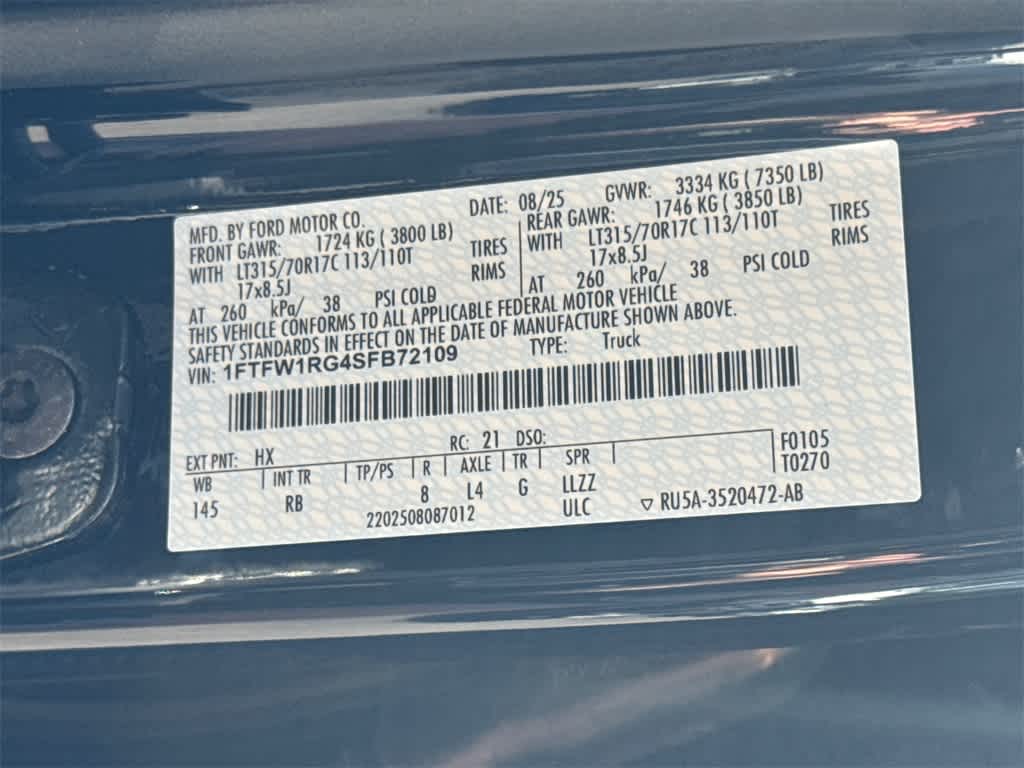 MFD. BY FORD MOTOR CO.
DATE: 08/25 GVWR: 3334 KG ( 7350 LB)
FRONT GAWR: 1724 KG ( 3800 LB)
WITH LT315/70R17C 113/110T TIRES
17x8.5J RIMS
AT 260 kPa/ 38 PSI COLD
REAR GAWR: 1746 KG ( 3850 LB)
WITH LT315/70R17C 113/110T TIRES
17x8.5J RIMS
AT 260 kPa/ 38 PSI COLD
THIS VEHICLE CONFORMS TO ALL APPLICABLE FEDERAL MOTOR VEHICLE
SAFETY STANDARDS IN EFFECT ON THE DATE OF MANUFACTURE SHOWN ABOVE.
VIN: 1FTFW1RG4SFB72109 TYPE: Truck
EXT PNT: HX RC: 21 DSO:
WB INT TR TP/PS R AXLE TR SPR F0105
145 RB 8 L4 G LLZZ T0270
2202508087012 ULC ▽ RU5A-3520472-AB